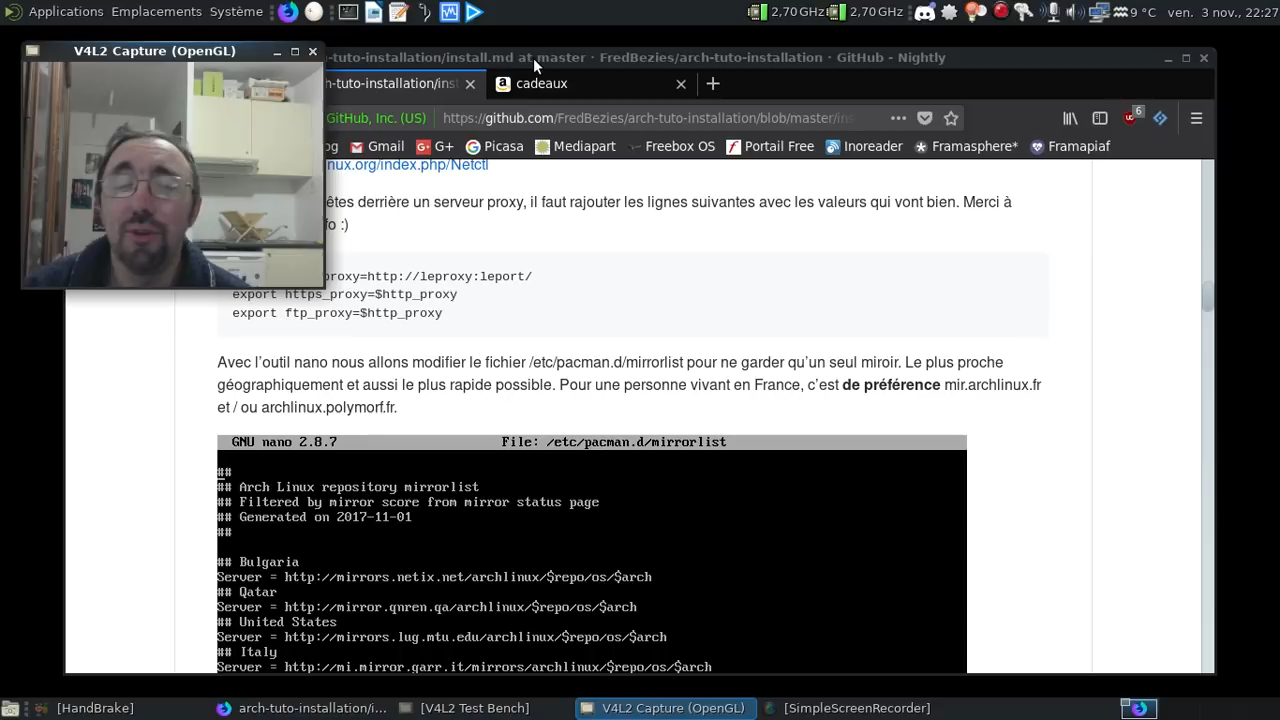 Applications Emplacements Système
2,70 GHz 2,70 GHz 9 °C ven. 3 nov., 22:27
V4L2 Capture (OpenGL)
h-tuto-installation/install.md at master · FredBezies/arch-tuto-installation · GitHub - Nightly
h-tuto-installation/inst
cadeaux
GitHub, Inc. (US) https://github.com/FredBezies/arch-tuto-installation/blob/master/ins
6
og Gmail G+ Picasa Mediapart Freebox OS Portail Free Inoreader Framasphere* Framapiaf
nux.org/index.php/Netctl
êtes derrière un serveur proxy, il faut rajouter les lignes suivantes avec les valeurs qui vont bien. Merci à
fo :)
proxy=http://leproxy:leport/
export https_proxy=$http_proxy
export ftp_proxy=$http_proxy
Avec l’outil nano nous allons modifier le fichier /etc/pacman.d/mirrorlist pour ne garder qu’un seul miroir. Le plus proche
géographiquement et aussi le plus rapide possible. Pour une personne vivant en France, c’est de préférence mir.archlinux.fr
et / ou archlinux.polymorf.fr.
GNU nano 2.8.7 File: /etc/pacman.d/mirrorlist
##
## Arch Linux repository mirrorlist
## Filtered by mirror score from mirror status page
## Generated on 2017-11-01
##
## Bulgaria
Server = http://mirrors.netix.net/archlinux/$repo/os/$arch
## Qatar
Server = http://mirror.qnren.qa/archlinux/$repo/os/$arch
## United States
Server = http://mirrors.lug.mtu.edu/archlinux/$repo/os/$arch
## Italy
Server = http://mi.mirror.garr.it/mirrors/archlinux/$repo/os/$arch
[HandBrake] arch-tuto-installation/i... [V4L2 Test Bench] V4L2 Capture (OpenGL) [SimpleScreenRecorder]